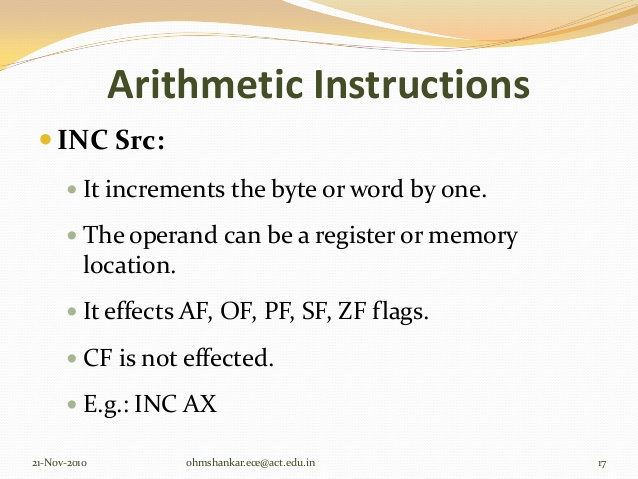 Arithmetic Instructions
INC Src:
It increments the byte or word by one.
The operand can be a register or memory
location.
It effects AF, OF, PF, SF, ZF flags.
CF is not effected.
E.g.: INC AX
21-Nov-2010 ohmshankar.ece@act.edu.in 17